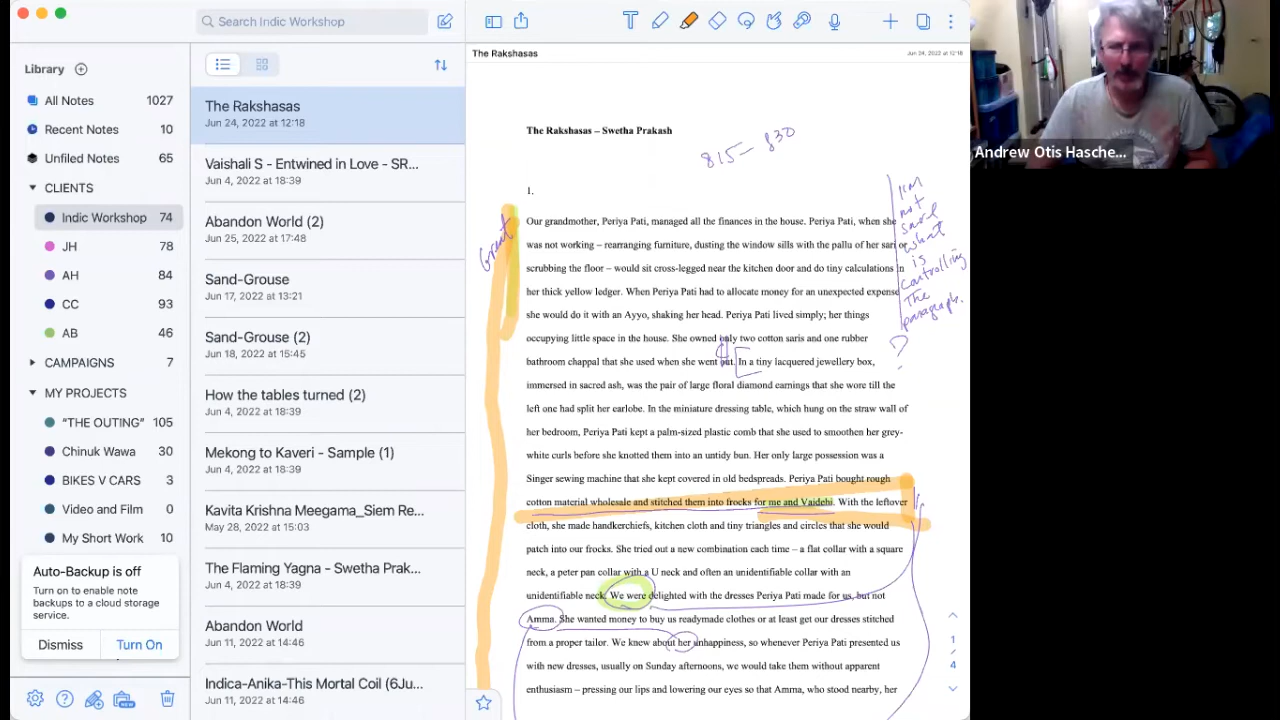 Search Indic Workshop
Library
All Notes 1027
Recent Notes 10
Unfiled Notes 65
CLIENTS
Indic Workshop 74
JH 78
AH 84
CC 93
AB 46
CAMPAIGNS 7
MY PROJECTS
“THE OUTING” 105
Chinuk Wawa 30
BIKES V CARS 3
Video and Film 0
My Short Work 10
Auto-Backup is off
Turn on to enable note
backups to a cloud storage
service.
Dismiss Turn On
The Rakshasas
Jun 24, 2022 at 12:18
Vaishali S - Entwined in Love - SR...
Jun 4, 2022 at 18:39
Abandon World (2)
Jun 25, 2022 at 17:48
Sand-Grouse
Jun 17, 2022 at 13:21
Sand-Grouse (2)
Jun 18, 2022 at 15:45
How the tables turned (2)
Jun 4, 2022 at 18:39
Mekong to Kaveri - Sample (1)
Jun 4, 2022 at 18:39
Kavita Krishna Meegama_Siem Re...
May 28, 2022 at 15:03
The Flaming Yagna - Swetha Prak...
Jun 4, 2022 at 18:39
Abandon World
Jun 11, 2022 at 14:46
Indica-Anika-This Mortal Coil (6Ju...
Jun 11, 2022 at 14:46
The Rakshasas
Jun 24, 2022 at 12:18
The Rakshasas – Swetha Prakash
815 – 830
1.
Great
Our grandmother, Periya Pati, managed all the finances in the house. Periya Pati, when she
was not working – rearranging furniture, dusting the window sills with the pallu of her sari or
scrubbing the floor – would sit cross-legged near the kitchen door and do tiny calculations in
her thick yellow ledger. When Periya Pati had to allocate money for an unexpected expense
she would do it with an Ayyo, shaking her head. Periya Pati lived simply; her things
occupying little space in the house. She owned only two cotton saris and one rubber
bathroom chappal that she used when she went out. In a tiny lacquered jewellery box,
immersed in sacred ash, was the pair of large floral diamond earnings that she wore till the
left one had split her earlobe. In the miniature dressing table, which hung on the straw wall of
her bedroom, Periya Pati kept a palm-sized plastic comb that she used to smoothen her grey-
white curls before she knotted them into an untidy bun. Her only large possession was a
Singer sewing machine that she kept covered in old bedspreads. Periya Pati bought rough
cotton material wholesale and stitched them into frocks for me and Vaidehi. With the leftover
cloth, she made handkerchiefs, kitchen cloth and tiny triangles and circles that she would
patch into our frocks. She tried out a new combination each time – a flat collar with a square
neck, a peter pan collar with a U neck and often an unidentifiable collar with an
unidentifiable neck. We were delighted with the dresses Periya Pati made for us, but not
Amma. She wanted money to buy us readymade clothes or at least get our dresses stitched
from a proper tailor. We knew about her unhappiness, so whenever Periya Pati presented us
with new dresses, usually on Sunday afternoons, we would take them without apparent
enthusiasm – pressing our lips and lowering our eyes so that Amma, who stood nearby, her
I'm
not
sure
what
is
controlling
the
paragraph.
?
1
/
4
Andrew Otis Hasche...